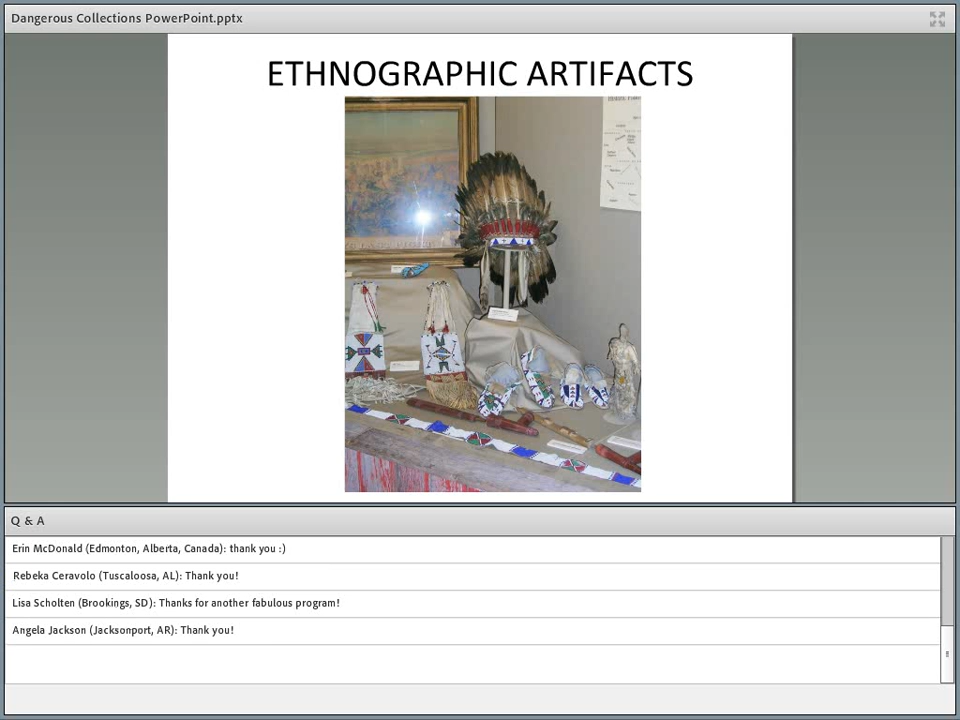 Dangerous Collections PowerPoint.pptx
ETHNOGRAPHIC ARTIFACTS
Q & A
Erin McDonald (Edmonton, Alberta, Canada): thank you :)
Rebeka Ceravolo (Tuscaloosa, AL): Thank you!
Lisa Scholten (Brookings, SD): Thanks for another fabulous program!
Angela Jackson (Jacksonport, AR): Thank you!